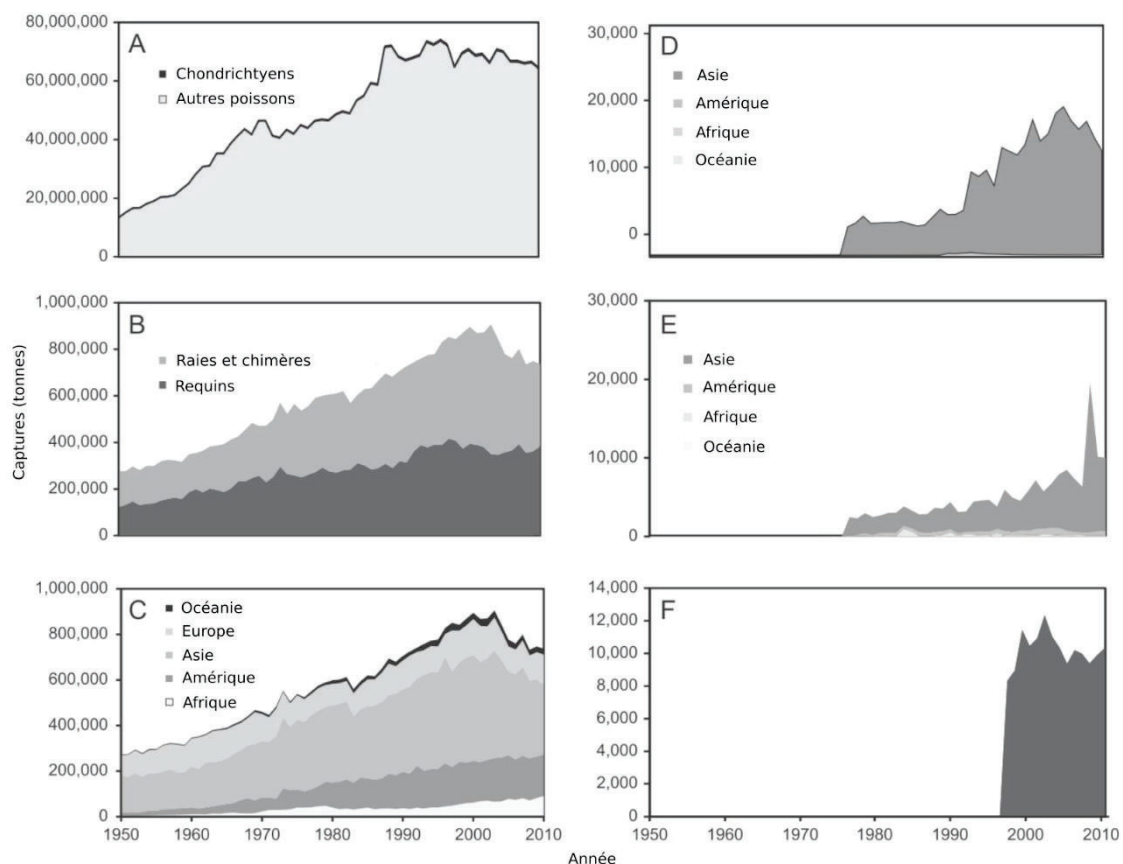 A
Chondrichtyens
Autres poissons
80,000,000
60,000,000
40,000,000
20,000,000
0
B
Raies et chimères
Requins
1,000,000
800,000
600,000
400,000
200,000
0
C
Océanie
Europe
Asie
Amérique
Afrique
1,000,000
800,000
600,000
400,000
200,000
0
1950 1960 1970 1980 1990 2000 2010
Captures (tonnes)
D
Asie
Amérique
Afrique
Océanie
30,000
20,000
10,000
0
E
Asie
Amérique
Afrique
Océanie
30,000
20,000
10,000
0
F
14,000
12,000
10,000
8,000
6,000
4,000
2,000
0
1950 1960 1970 1980 1990 2000 2010
Année